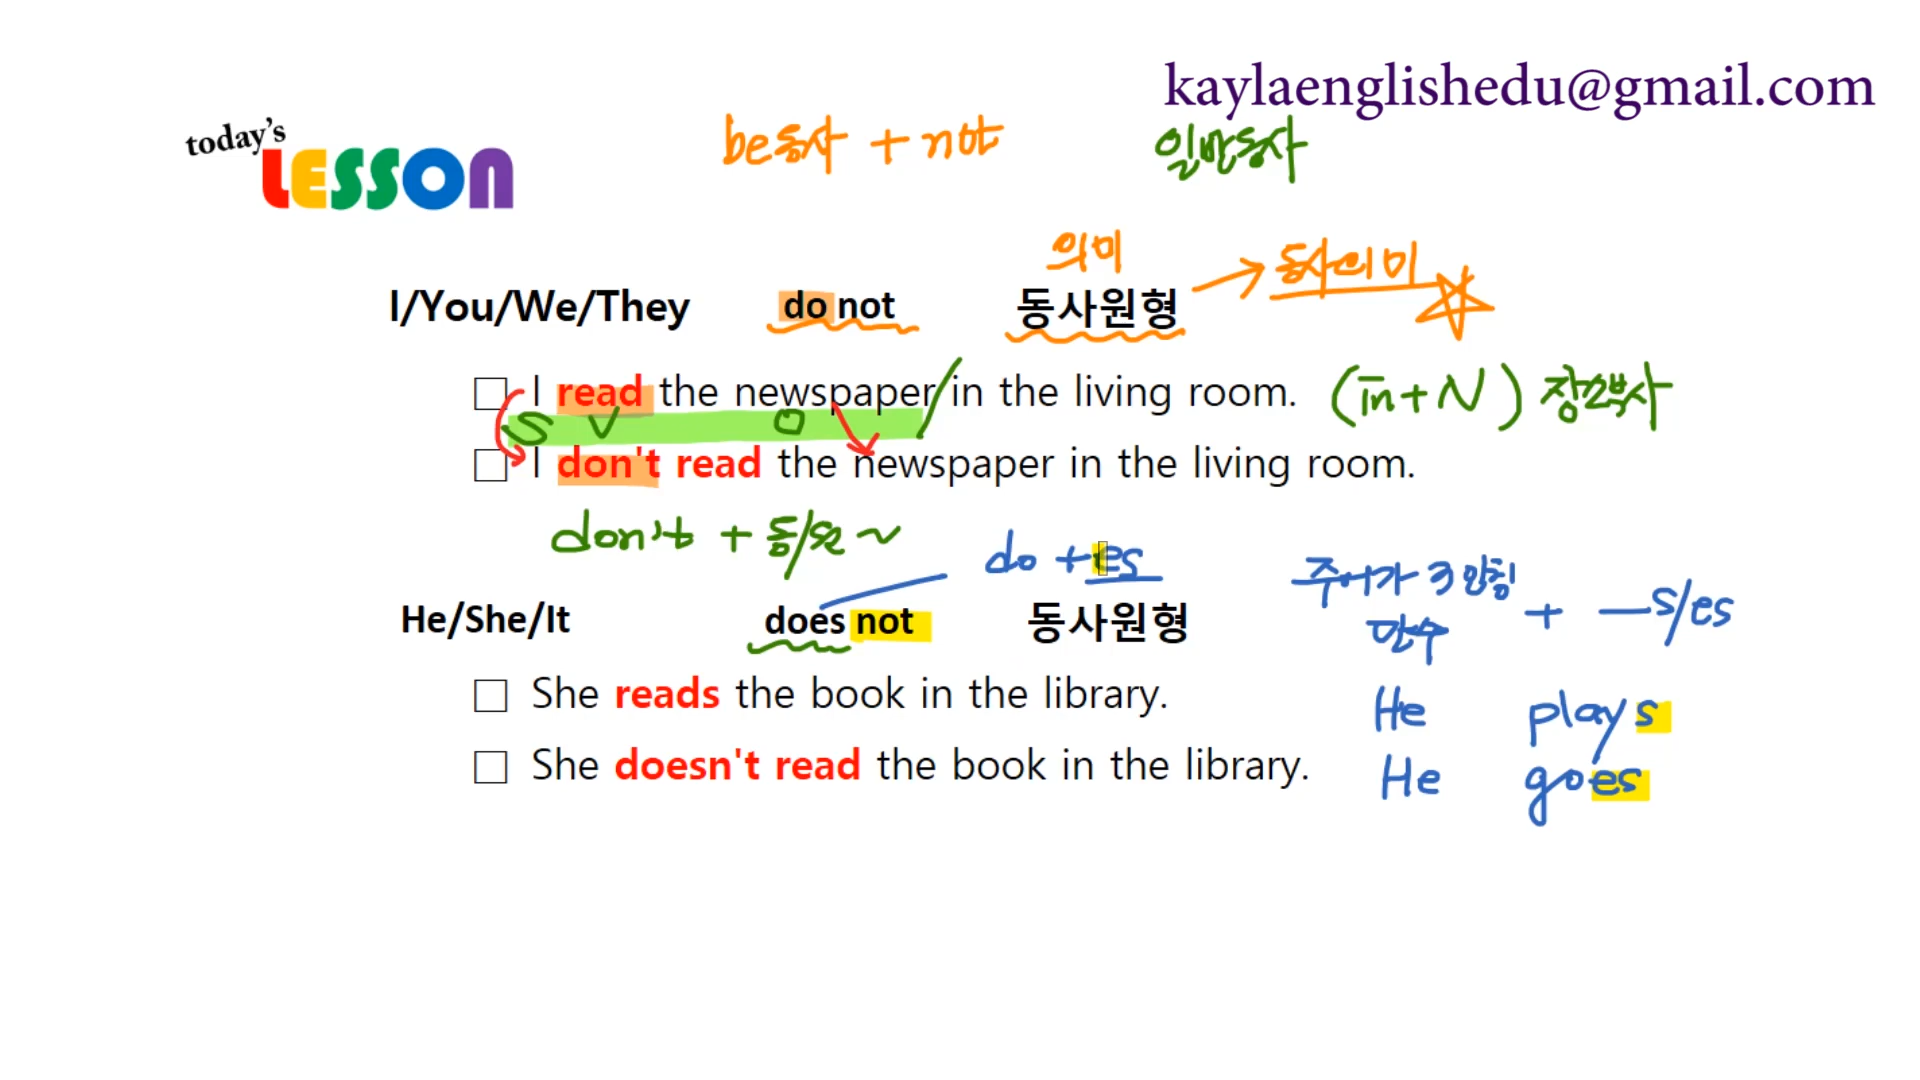 kaylaenglishedu@gmail.com
today's
LESSON
be동사 + not
일반동사
의미
동사의미
I/You/We/They do not 동사원형
I read the newspaper in the living room. (in+N) 장소부사
S V O
I don't read the newspaper in the living room.
don't + 동/원 ~
do + es
주어가 3인칭
단수 + —s/es
He/She/It does not 동사원형
She reads the book in the library.
He plays
She doesn't read the book in the library.
He goes